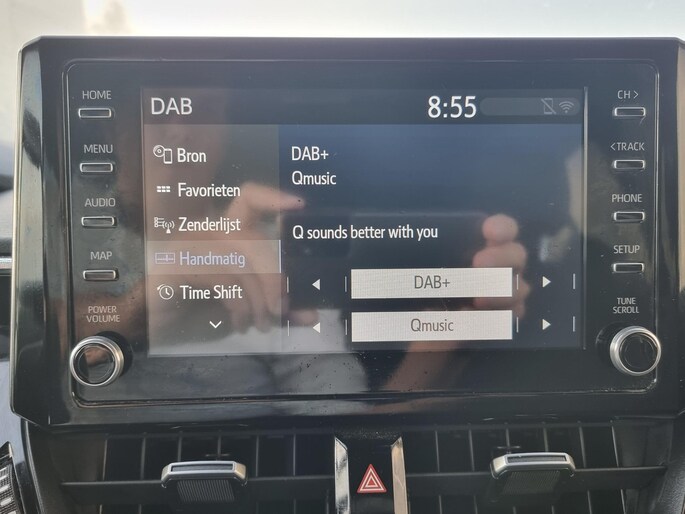 HOME
MENU
AUDIO
MAP
POWER
VOLUME
DAB
8:55
Bron
Favorieten
Zenderlijst
Handmatig
Time Shift
DAB+
Qmusic
Q sounds better with you
DAB+
Qmusic
CH >
< TRACK
PHONE
SETUP
TUNE
SCROLL